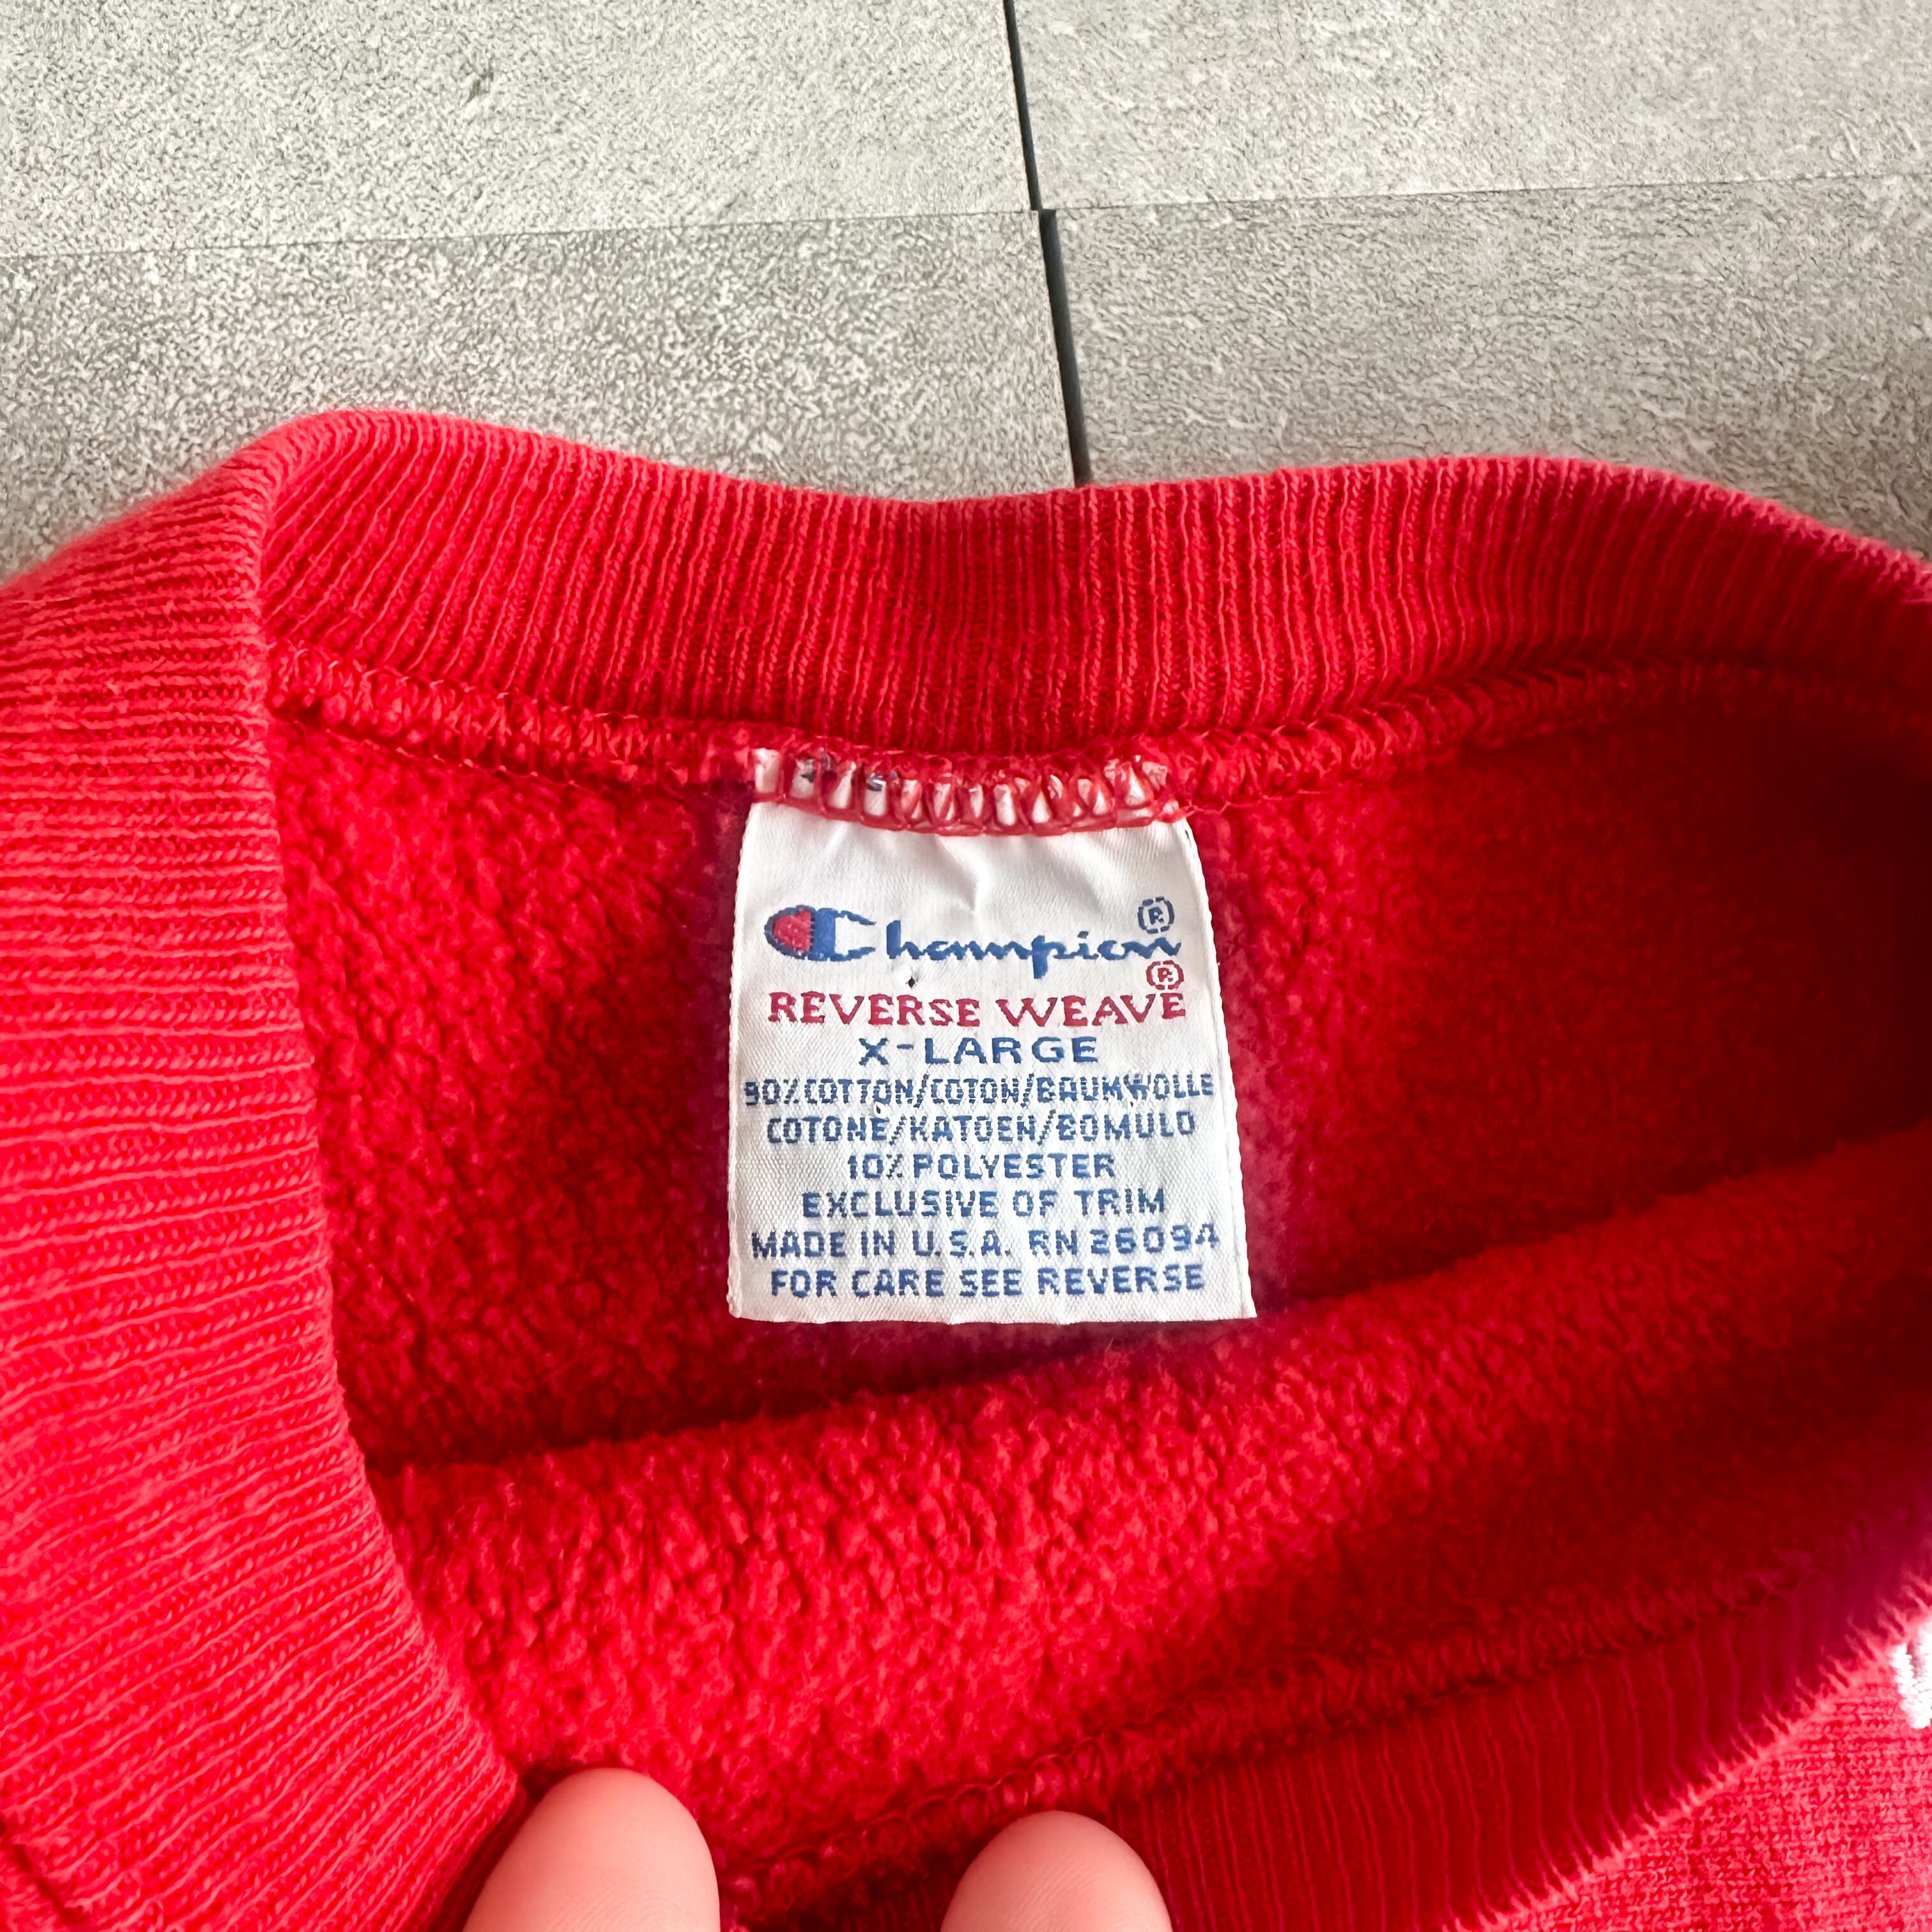 Champion®
REVERSE WEAVE®
X-LARGE
90% COTTON/COTON/BAUMWOLLE
COTONE/KATOEN/BOMULD
10% POLYESTER
EXCLUSIVE OF TRIM
MADE IN U.S.A. RN 26094
FOR CARE SEE REVERSE